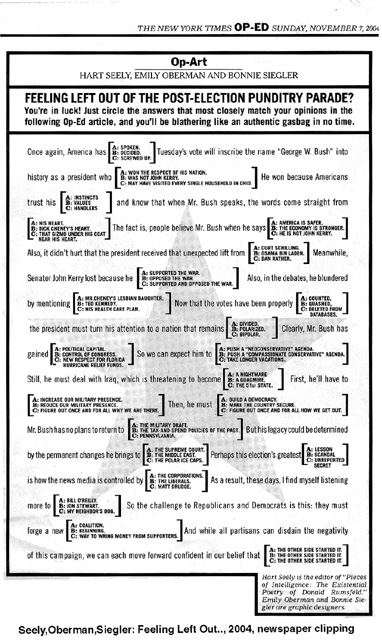 THE NEW YORK TIMES OP-ED SUNDAY, NOVEMBER 7, 2004
Op-Art
HART SEELY, EMILY OBERMAN AND BONNIE SIEGLER
FEELING LEFT OUT OF THE POST-ELECTION PUNDITRY PARADE?
You're in luck! Just circle the answers that most closely match your opinions in the
following Op-Ed article, and you'll be blathering like an authentic gasbag in no time.
Once again, America has
A: SPOKEN.
B: DECIDED.
C: SCREWED UP.
Tuesday's vote will inscribe the name "George W. Bush" into
history as a president who
A: WON THE RESPECT OF HIS NATION.
B: WAS NOT JOHN KERRY.
C: MAY HAVE VISITED EVERY SINGLE HOUSEHOLD IN OHIO.
He won because Americans
trust his
A: INSTINCTS
B: VALUES
C: HANDLERS
and know that when Mr. Bush speaks, the words come straight from
A: HIS HEART.
B: DICK CHENEY'S HEART.
C: THAT GIZMO UNDER HIS COAT
NEAR HIS HEART.
The fact is, people believe Mr. Bush when he says
A: AMERICA IS SAFER.
B: THE ECONOMY IS STRONGER.
C: HE IS NOT JOHN KERRY.
Also, it didn't hurt that the president received that unexpected lift from
A: CURT SCHILLING.
B: OSAMA BIN LADEN.
C: DAN RATHER.
Meanwhile,
Senator John Kerry lost because he
A: SUPPORTED THE WAR.
B: OPPOSED THE WAR.
C: SUPPORTED AND OPPOSED THE WAR.
Also, in the debates, he blundered
by mentioning
A: MR.CHENEY'S LESBIAN DAUGHTER.
B: TED KENNEDY.
C: HIS HEALTH CARE PLAN.
Now that the votes have been properly
A: COUNTED,
B: QUASHED,
C: DELETED FROM
DATABASES,
the president must turn his attention to a nation that remains
A: DIVIDED.
B: POLARIZED.
C: BIPOLAR.
Clearly, Mr. Bush has
gained
A: POLITICAL CAPITAL.
B: CONTROL OF CONGRESS.
C: NEW RESPECT FOR FLORIDA
HURRICANE RELIEF FUNDS.
So we can expect him to
A: PUSH A "NEOCONSERVATIVE" AGENDA.
B: PUSH A "COMPASSIONATE CONSERVATIVE" AGENDA.
C: TAKE LONGER VACATIONS.
Still, he must deal with Iraq, which is threatening to become
A: A NIGHTMARE
B: A QUAGMIRE.
C: THE 51st STATE.
First, he'll have to
A: INCREASE OUR MILITARY PRESENCE.
B: REDUCE OUR MILITARY PRESENCE.
C: FIGURE OUT ONCE AND FOR ALL WHY WE ARE THERE.
Then, he must
A: BUILD A DEMOCRACY.
B: MAKE THE COUNTRY SECURE.
C: FIGURE OUT ONCE AND FOR ALL HOW WE GET OUT.
Mr. Bush has no plans to return to
A: THE MILITARY DRAFT.
B: THE TAX-AND-SPEND POLICIES OF THE PAST.
C: PENNSYLVANIA.
But his legacy could be determined
by the permanent changes he brings to
A: THE SUPREME COURT.
B: THE MIDDLE EAST.
C: THE POLAR ICE CAPS.
Perhaps this election's greatest
A: LESSON
B: SCANDAL
C: UNREPORTED
SECRET
is how the news media is controlled by
A: THE CORPORATIONS.
B: THE LIBERALS.
C: MATT DRUDGE.
As a result, these days, I find myself listening
more to
A: BILL O'REILLY.
B: JON STEWART.
C: MY NEIGHBOR'S DOG.
So the challenge to Republicans and Democrats is this: they must
forge a new
A: COALITION.
B: BEGINNING.
C: WAY TO WRING MONEY FROM SUPPORTERS.
And while all partisans can disdain the negativity
of this campaign, we can each move forward confident in our belief that
A: THE OTHER SIDE STARTED IT.
B: THE OTHER SIDE STARTED IT.
C: THE OTHER SIDE STARTED IT.
Hart Seely is the editor of "Pieces
of Intelligence: The Existential
Poetry of Donald Rumsfeld."
Emily Oberman and Bonnie Sie-
gler are graphic designers.
Seely,Oberman,Siegler: Feeling Left Out.., 2004, newspaper clipping